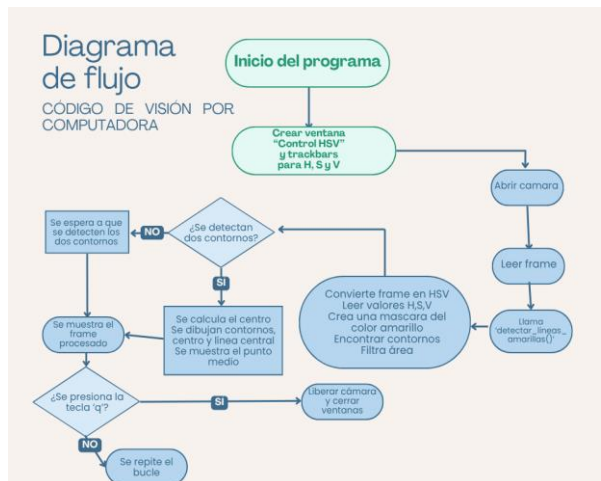 Diagrama
de flujo
CÓDIGO DE VISIÓN POR
COMPUTADORA
Inicio del programa
Crear ventana
"Control HSV"
y trackbars
para H, S y V
Abrir camara
Leer frame
Llama
'detectar_lineas_
amarillas()'
Convierte frame en HSV
Leer valores H,S,V
Crea una mascara del
color amarillo
Encontrar contornos
Filtra área
¿Se detectan
dos contornos?
NO
Se espera a que
se detecten los
dos contornos
SI
Se calcula el centro
Se dibujan contornos,
centro y linea central
Se muestra el punto
medio
Se muestra el
frame
procesado
¿Se presiona la
tecla 'q'?
SI
Liberar cámara
y cerrar
ventanas
NO
Se repite el
bucle